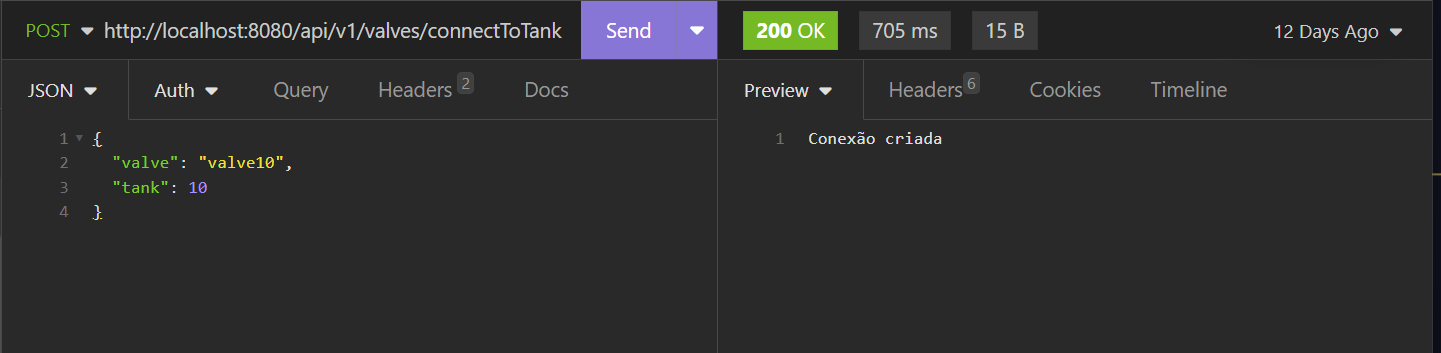 POST http://localhost:8080/api/v1/valves/connectToTank Send 200 OK 705 ms 15 B 12 Days Ago
JSON Auth Query Headers 2 Docs Preview Headers 6 Cookies Timeline
1 {
2 "valve": "valve10",
3 "tank": 10
4 }
1 Conexão criada